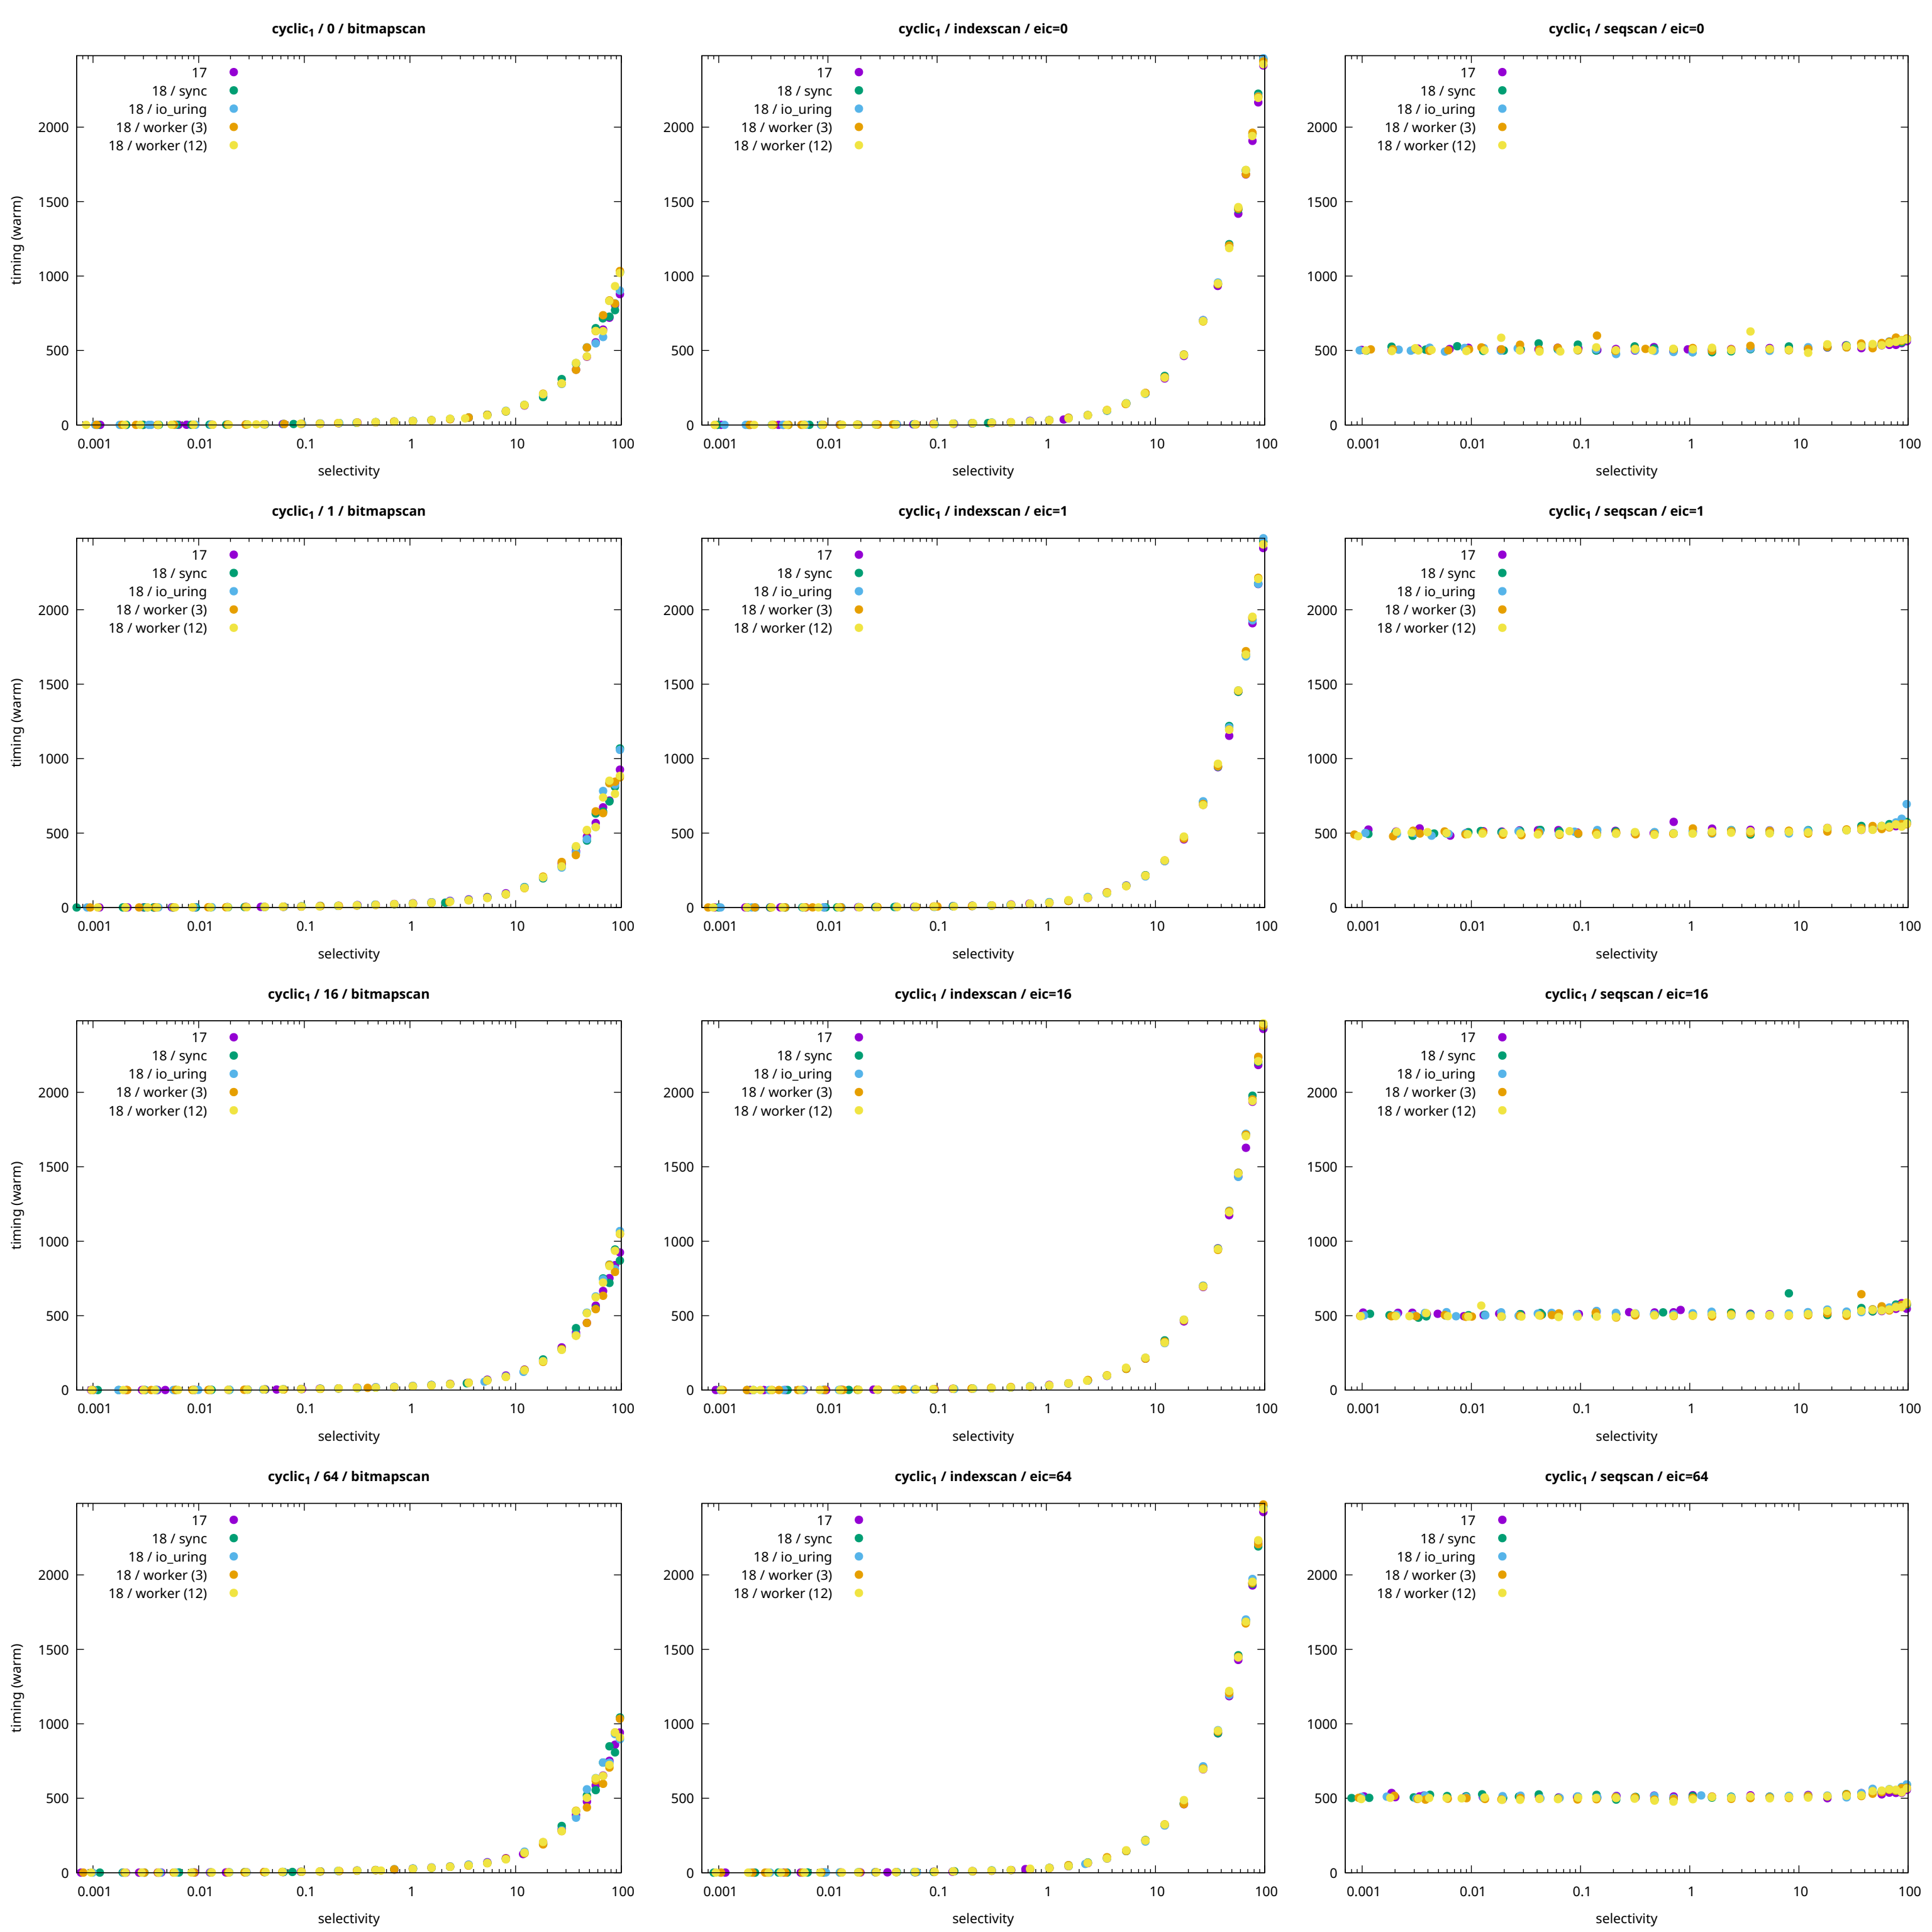 cyclic1 / 0 / bitmapscan
17
18 / sync
18 / io_uring
18 / worker (3)
18 / worker (12)
timing (warm)
2000
1500
1000
500
0
0.001 0.01 0.1 1 10 100
selectivity
cyclic1 / indexscan / eic=0
17
18 / sync
18 / io_uring
18 / worker (3)
18 / worker (12)
2000
1500
1000
500
0
0.001 0.01 0.1 1 10 100
selectivity
cyclic1 / seqscan / eic=0
17
18 / sync
18 / io_uring
18 / worker (3)
18 / worker (12)
2000
1500
1000
500
0
0.001 0.01 0.1 1 10 100
selectivity
cyclic1 / 1 / bitmapscan
17
18 / sync
18 / io_uring
18 / worker (3)
18 / worker (12)
timing (warm)
2000
1500
1000
500
0
0.001 0.01 0.1 1 10 100
selectivity
cyclic1 / indexscan / eic=1
17
18 / sync
18 / io_uring
18 / worker (3)
18 / worker (12)
2000
1500
1000
500
0
0.001 0.01 0.1 1 10 100
selectivity
cyclic1 / seqscan / eic=1
17
18 / sync
18 / io_uring
18 / worker (3)
18 / worker (12)
2000
1500
1000
500
0
0.001 0.01 0.1 1 10 100
selectivity
cyclic1 / 16 / bitmapscan
17
18 / sync
18 / io_uring
18 / worker (3)
18 / worker (12)
timing (warm)
2000
1500
1000
500
0
0.001 0.01 0.1 1 10 100
selectivity
cyclic1 / indexscan / eic=16
17
18 / sync
18 / io_uring
18 / worker (3)
18 / worker (12)
2000
1500
1000
500
0
0.001 0.01 0.1 1 10 100
selectivity
cyclic1 / seqscan / eic=16
17
18 / sync
18 / io_uring
18 / worker (3)
18 / worker (12)
2000
1500
1000
500
0
0.001 0.01 0.1 1 10 100
selectivity
cyclic1 / 64 / bitmapscan
17
18 / sync
18 / io_uring
18 / worker (3)
18 / worker (12)
timing (warm)
2000
1500
1000
500
0
0.001 0.01 0.1 1 10 100
selectivity
cyclic1 / indexscan / eic=64
17
18 / sync
18 / io_uring
18 / worker (3)
18 / worker (12)
2000
1500
1000
500
0
0.001 0.01 0.1 1 10 100
selectivity
cyclic1 / seqscan / eic=64
17
18 / sync
18 / io_uring
18 / worker (3)
18 / worker (12)
2000
1500
1000
500
0
0.001 0.01 0.1 1 10 100
selectivity